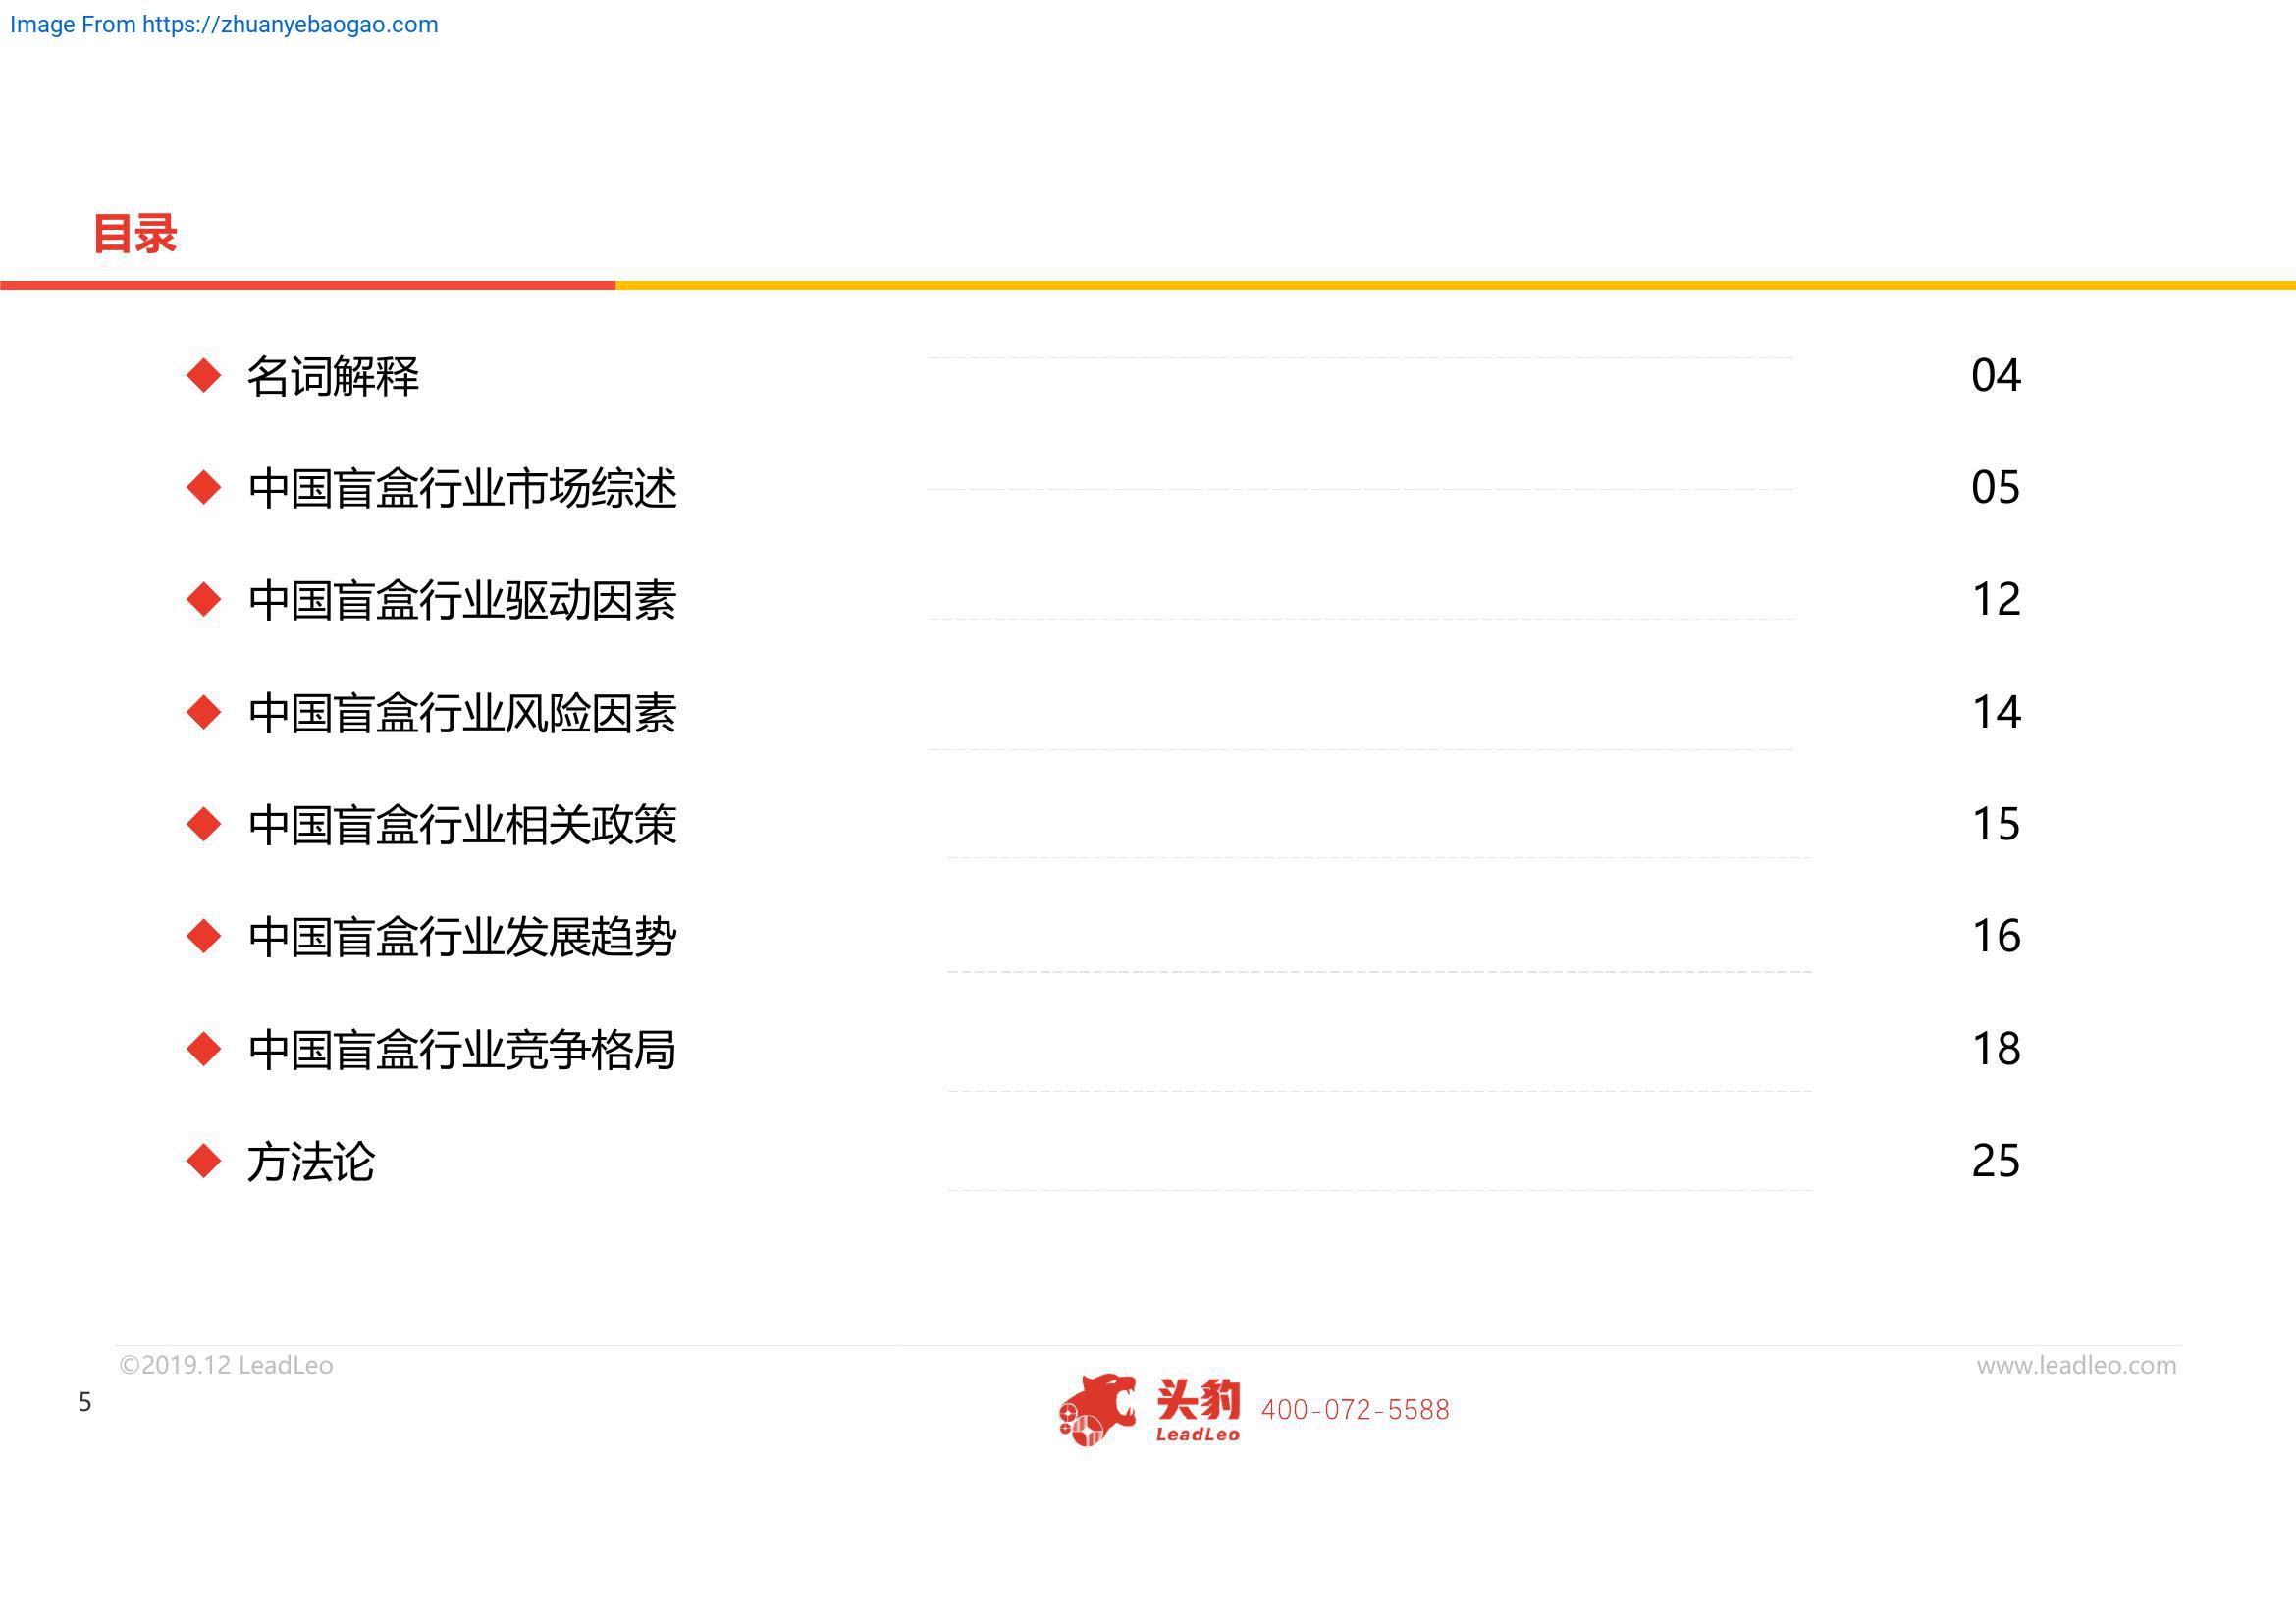 Image From https://zhuanyebaogao.com
目录
名词解释 04
中国盲盒行业市场综述 05
中国盲盒行业驱动因素 12
中国盲盒行业风险因素 14
中国盲盒行业相关政策 15
中国盲盒行业发展趋势 16
中国盲盒行业竞争格局 18
方法论 25
©2019.12 LeadLeo
www.leadleo.com
5
头豹
LeadLeo
400-072-5588